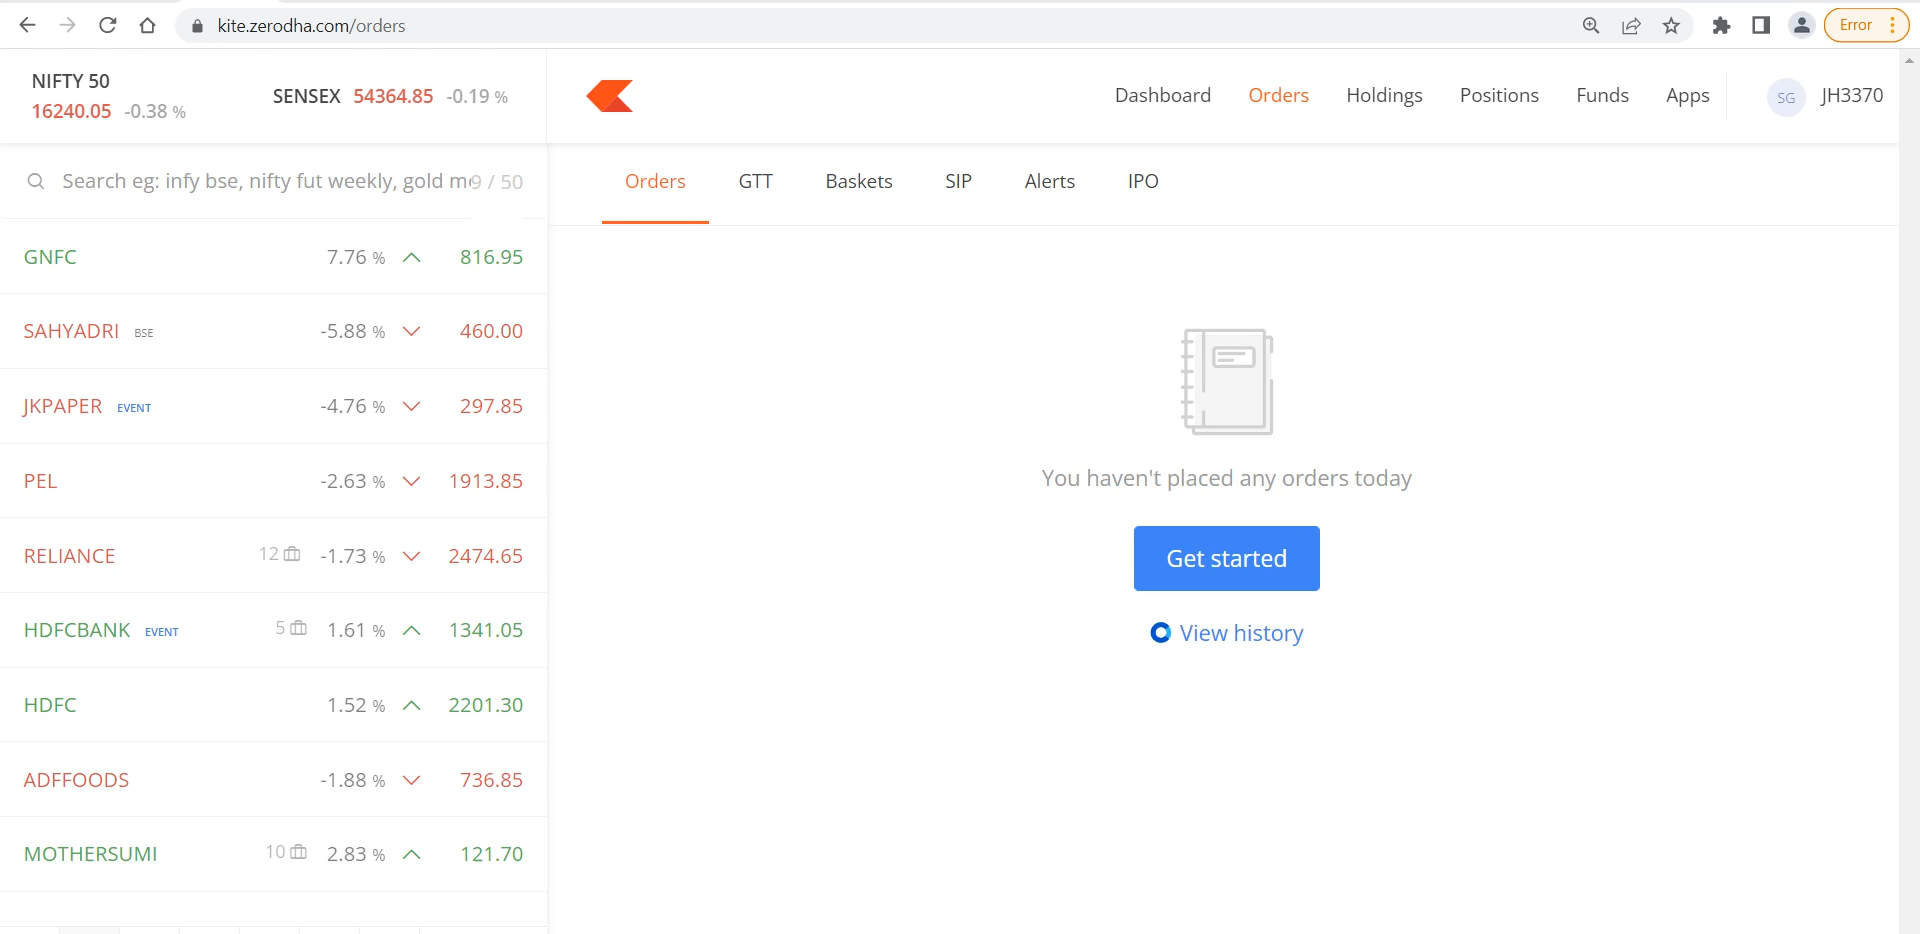 kite.zerodha.com/orders
Error
NIFTY 50
16240.05 -0.38 %
SENSEX 54364.85 -0.19 %
Dashboard Orders Holdings Positions Funds Apps SG JH3370
Search eg: infy bse, nifty fut weekly, gold m 9 / 50
Orders GTT Baskets SIP Alerts IPO
GNFC 7.76 % 816.95
SAHYADRI BSE -5.88 % 460.00
JKPAPER EVENT -4.76 % 297.85
PEL -2.63 % 1913.85
RELIANCE 12 -1.73 % 2474.65
HDFCBANK EVENT 5 1.61 % 1341.05
HDFC 1.52 % 2201.30
ADFFOODS -1.88 % 736.85
MOTHERSUMI 10 2.83 % 121.70
You haven't placed any orders today
Get started
View history